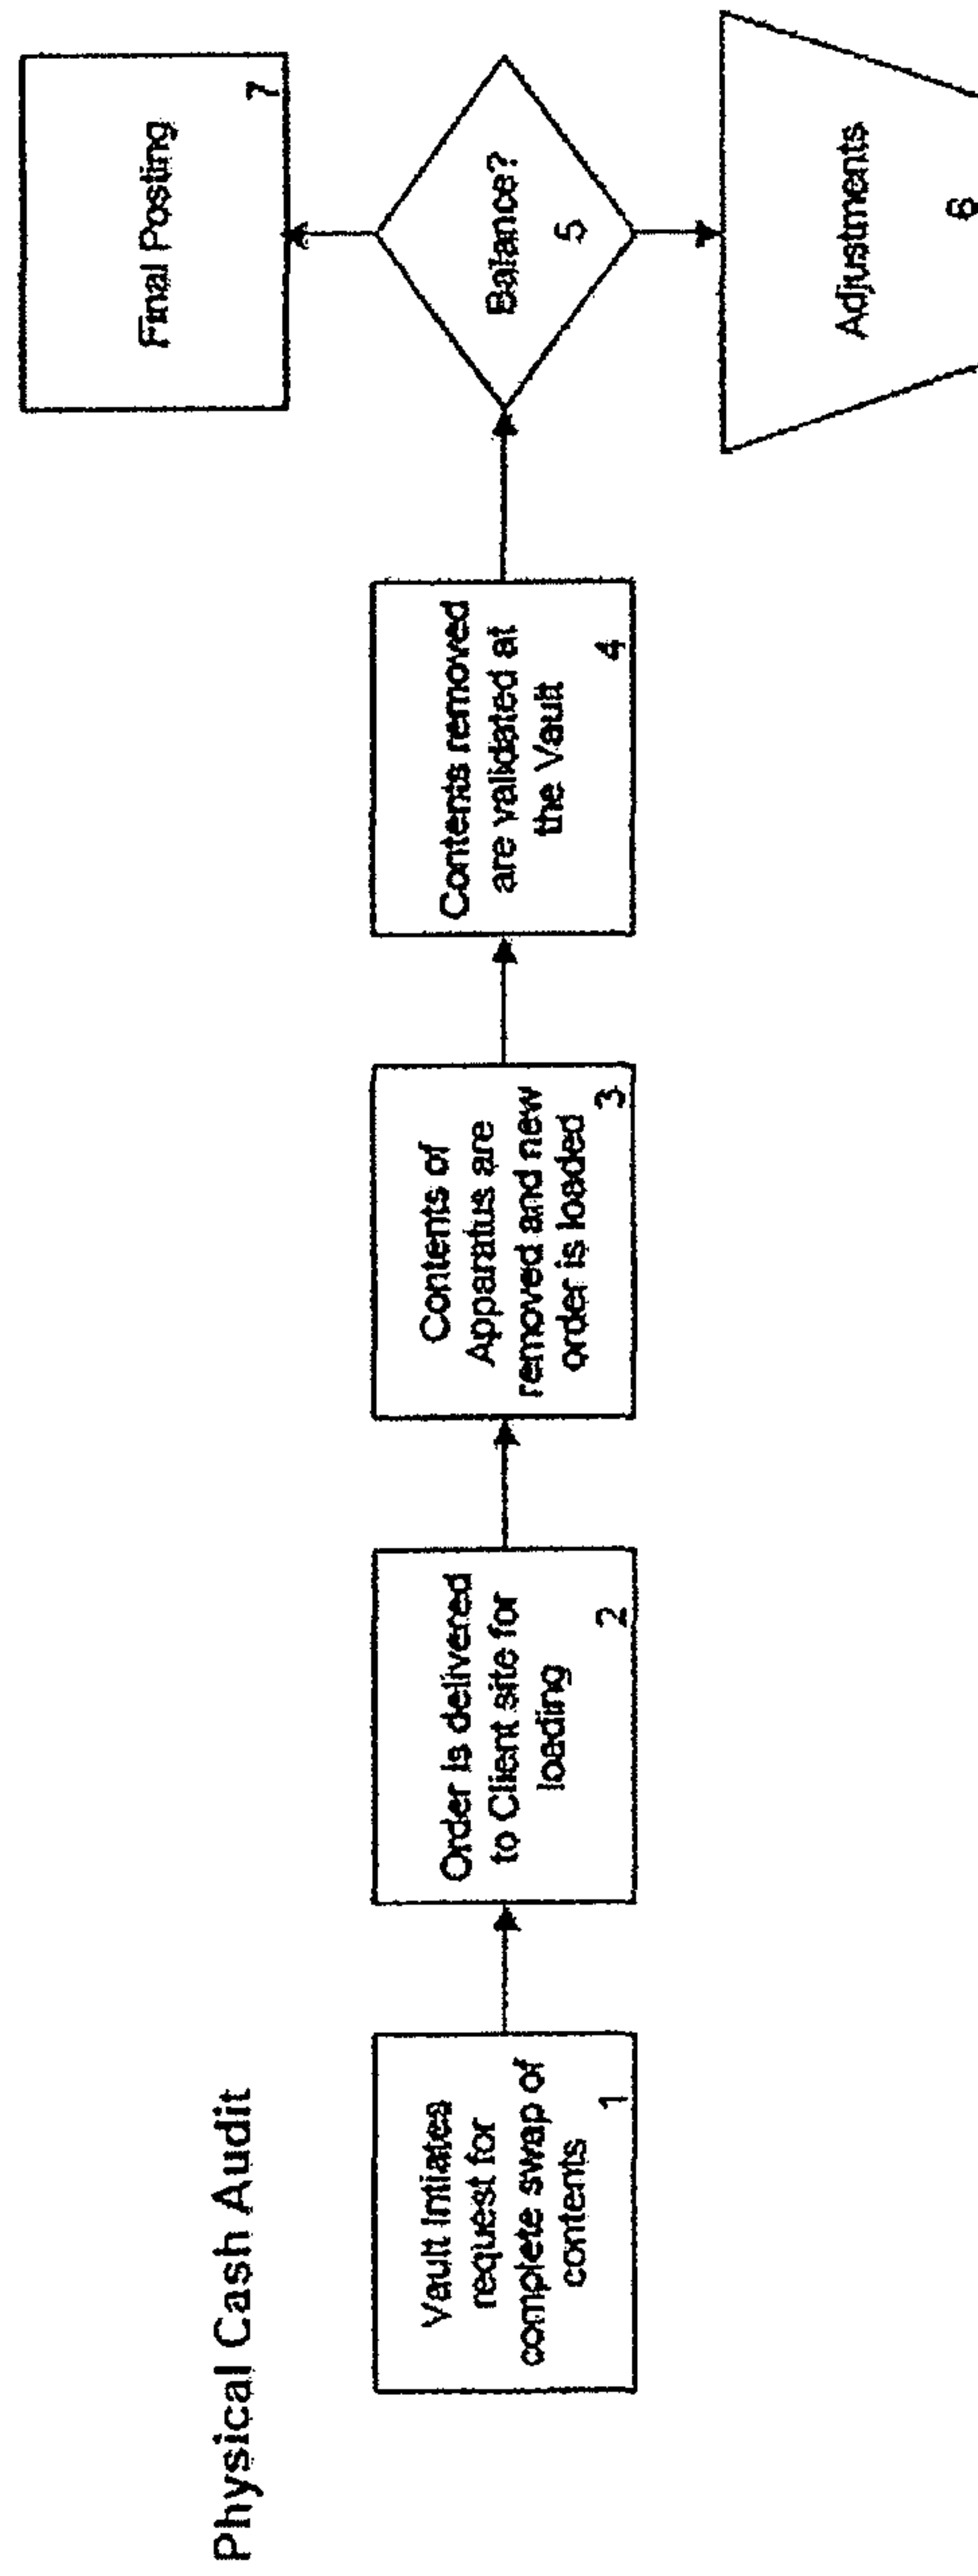 Physical Cash Audit
Vault Intiates
request for
complete swap of
contents
1
Order is delivered
to Client site for
loading
2
Contents of
Apparatus are
removed and new
order is loaded
3
Contents removed
are validated at
the Vault
4
Balance?
5
Final Posting
7
Adjustments
6